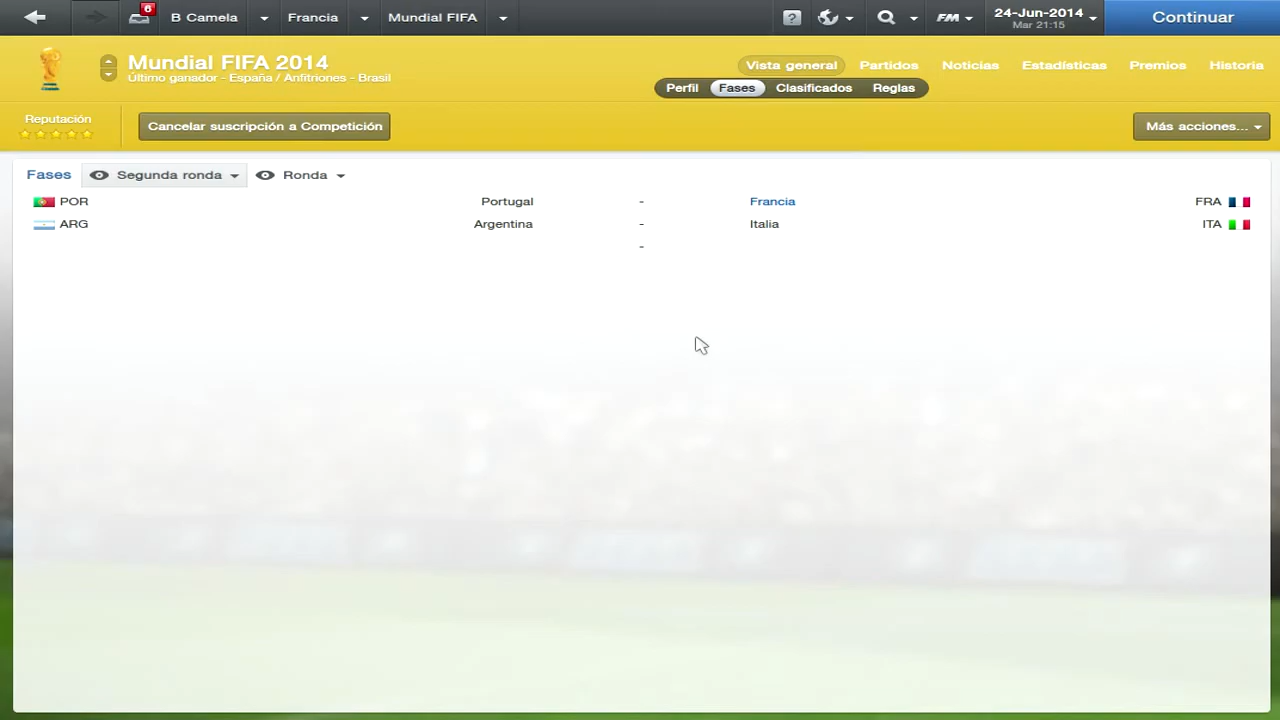 6
B Camela
Francia
Mundial FIFA
?
FM
24-Jun-2014
Mar 21:15
Continuar
Mundial FIFA 2014
Último ganador - España / Anfitriones - Brasil
Vista general
Partidos
Noticias
Estadísticas
Premios
Historia
Perfil
Fases
Clasificados
Reglas
Reputación
Cancelar suscripción a Competición
Más acciones...
Fases
Segunda ronda
Ronda
POR Portugal - Francia FRA
ARG Argentina - Italia ITA
-